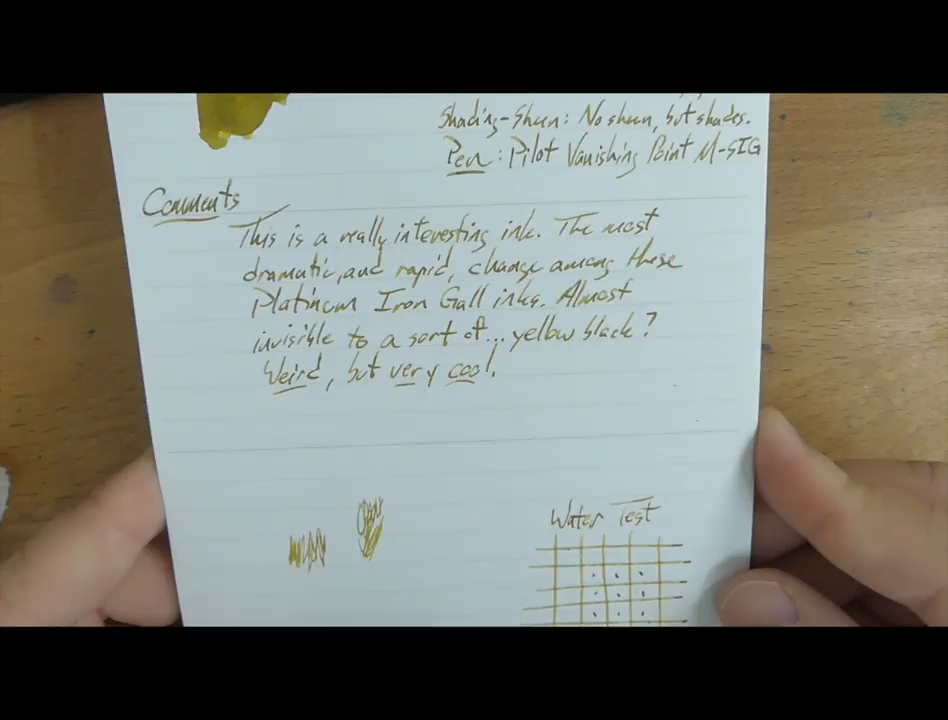 Shading-Sheen: No sheen, but shades.
Pen: Pilot Vanishing Point M-SIG
Comments
This is a really interesting ink. The most
dramatic, and rapid, change among these
Platinum Iron Gall inks. Almost
invisible to a sort of... yellow black?
Weird, but very cool.
Water Test